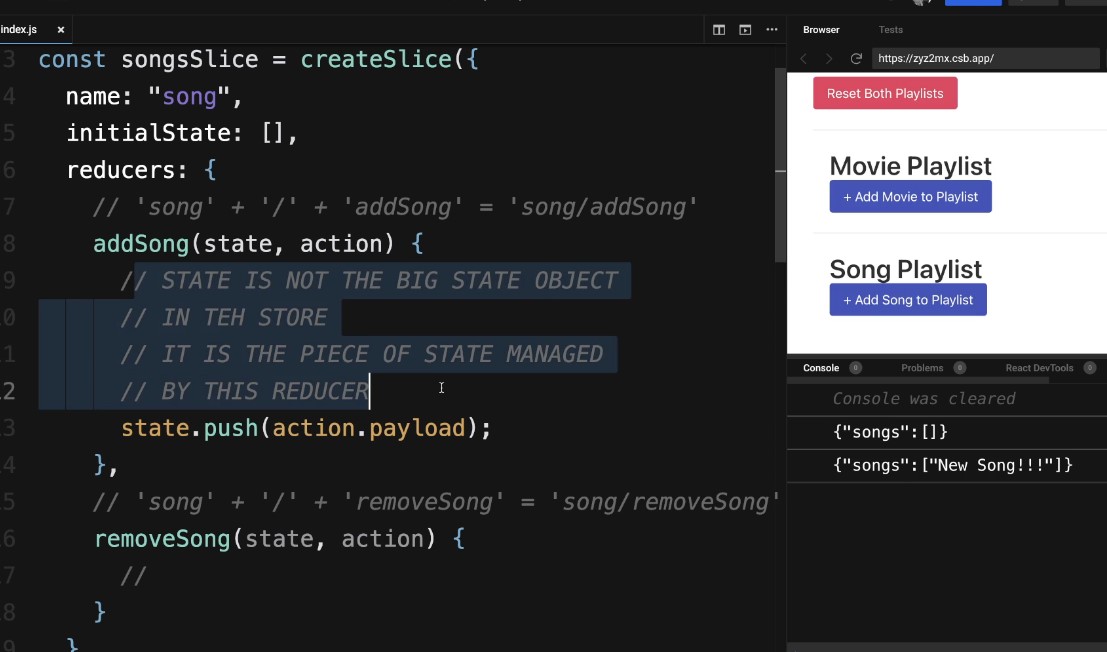 index.js ×
3 const songsSlice = createSlice({
4 name: "song",
5 initialState: [],
6 reducers: {
7 // 'song' + '/' + 'addSong' = 'song/addSong'
8 addSong(state, action) {
9 // STATE IS NOT THE BIG STATE OBJECT
0 // IN TEH STORE
1 // IT IS THE PIECE OF STATE MANAGED
12 // BY THIS REDUCER
3 state.push(action.payload);
4 },
5 // 'song' + '/' + 'removeSong' = 'song/removeSong'
6 removeSong(state, action) {
7 //
8 }
9 }
Browser Tests
https://zyz2mx.csb.app/
Reset Both Playlists
Movie Playlist
+ Add Movie to Playlist
Song Playlist
+ Add Song to Playlist
Console 0 Problems 0 React DevTools 0
Console was cleared
{"songs":[]}
{"songs":["New Song!!!"]}